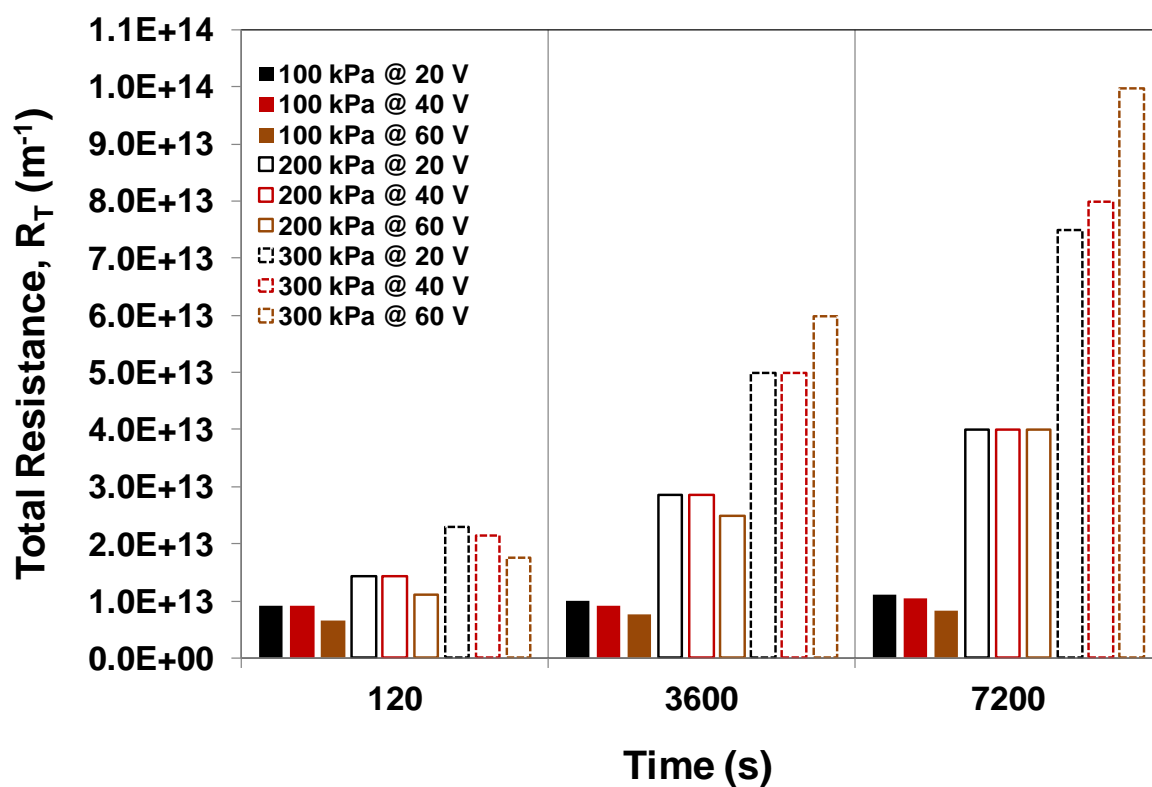 1.1E+14
1.0E+14
9.0E+13
8.0E+13
7.0E+13
6.0E+13
5.0E+13
4.0E+13
3.0E+13
2.0E+13
1.0E+13
0.0E+00
Total Resistance, R_T (m⁻¹)
100 kPa @ 20 V
100 kPa @ 40 V
100 kPa @ 60 V
200 kPa @ 20 V
200 kPa @ 40 V
200 kPa @ 60 V
300 kPa @ 20 V
300 kPa @ 40 V
300 kPa @ 60 V
120 3600 7200
Time (s)